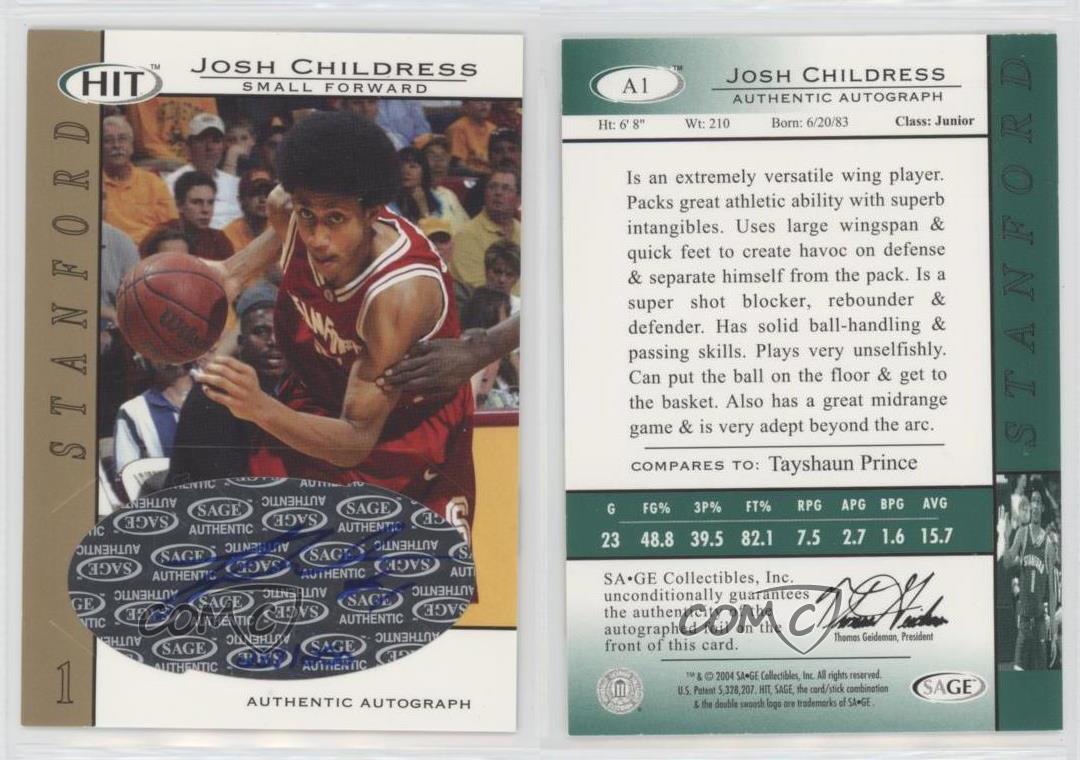 HIT™
JOSH CHILDRESS
SMALL FORWARD
STANFORD
Wilson
SAGE AUTHENTIC
1
AUTHENTIC AUTOGRAPH
COMC
A1
™
JOSH CHILDRESS
AUTHENTIC AUTOGRAPH
Ht: 6' 8" Wt: 210 Born: 6/20/83 Class: Junior
Is an extremely versatile wing player.
Packs great athletic ability with superb
intangibles. Uses large wingspan &
quick feet to create havoc on defense
& separate himself from the pack. Is a
super shot blocker, rebounder &
defender. Has solid ball-handling &
passing skills. Plays very unselfishly.
Can put the ball on the floor & get to
the basket. Also has a great midrange
game & is very adept beyond the arc.
COMPARES TO: Tayshaun Prince
G FG% 3P% FT% RPG APG BPG AVG
23 48.8 39.5 82.1 7.5 2.7 1.6 15.7
SA•GE Collectibles, Inc.
unconditionally guarantees
the authenticity of the
autographed foil on the
front of this card.
Thomas Geideman, President
COMC
™ & © 2004 SA•GE Collectibles, Inc. All rights reserved.
U.S. Patent 5,328,207. HIT, SAGE, the card/stick combination
& the double swoosh logo are trademarks of SA•GE .
SAGE
STANFORD